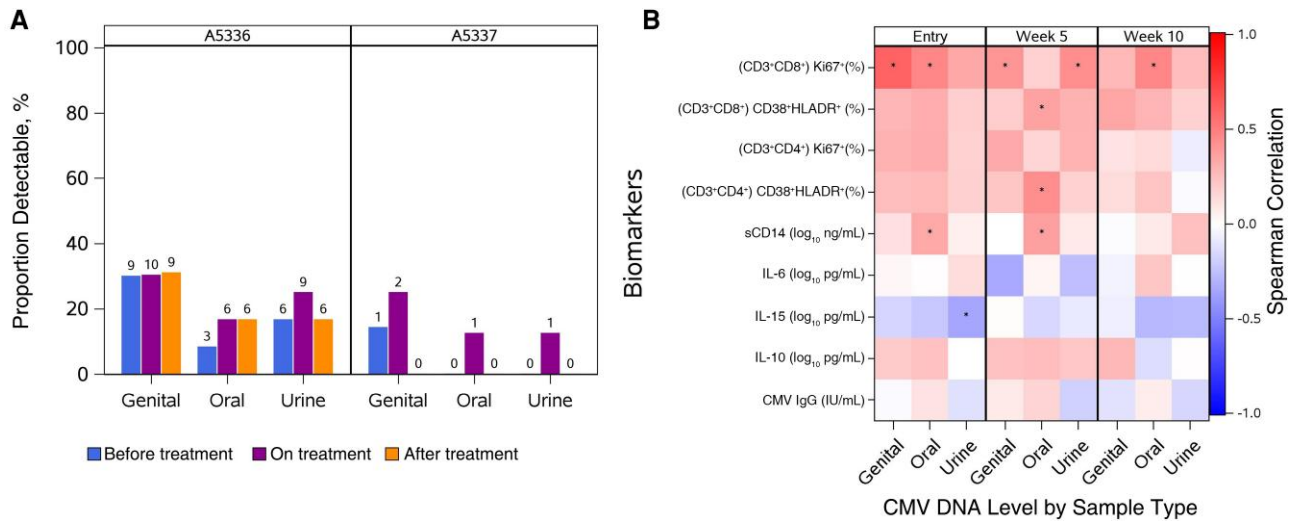 A
A5336 A5337
Proportion Detectable, %
100
80
60
40
20
0
9 10 9
3 6 6
6 9 6
1 2 0
0 1 0
0 1 0
Genital Oral Urine Genital Oral Urine
Before treatment On treatment After treatment
B
Entry Week 5 Week 10
Biomarkers
(CD3⁺CD8⁺) Ki67⁺(%) * * * * *
(CD3⁺CD8⁺) CD38⁺HLADR⁺ (%) *
(CD3⁺CD4⁺) Ki67⁺(%)
(CD3⁺CD4⁺) CD38⁺HLADR⁺(%) *
sCD14 (log₁₀ ng/mL) * *
IL-6 (log₁₀ pg/mL)
IL-15 (log₁₀ pg/mL) *
IL-10 (log₁₀ pg/mL)
CMV IgG (IU/mL)
Genital Oral Urine Genital Oral Urine Genital Oral Urine
CMV DNA Level by Sample Type
1.0
0.5
0.0
-0.5
-1.0
Spearman Correlation